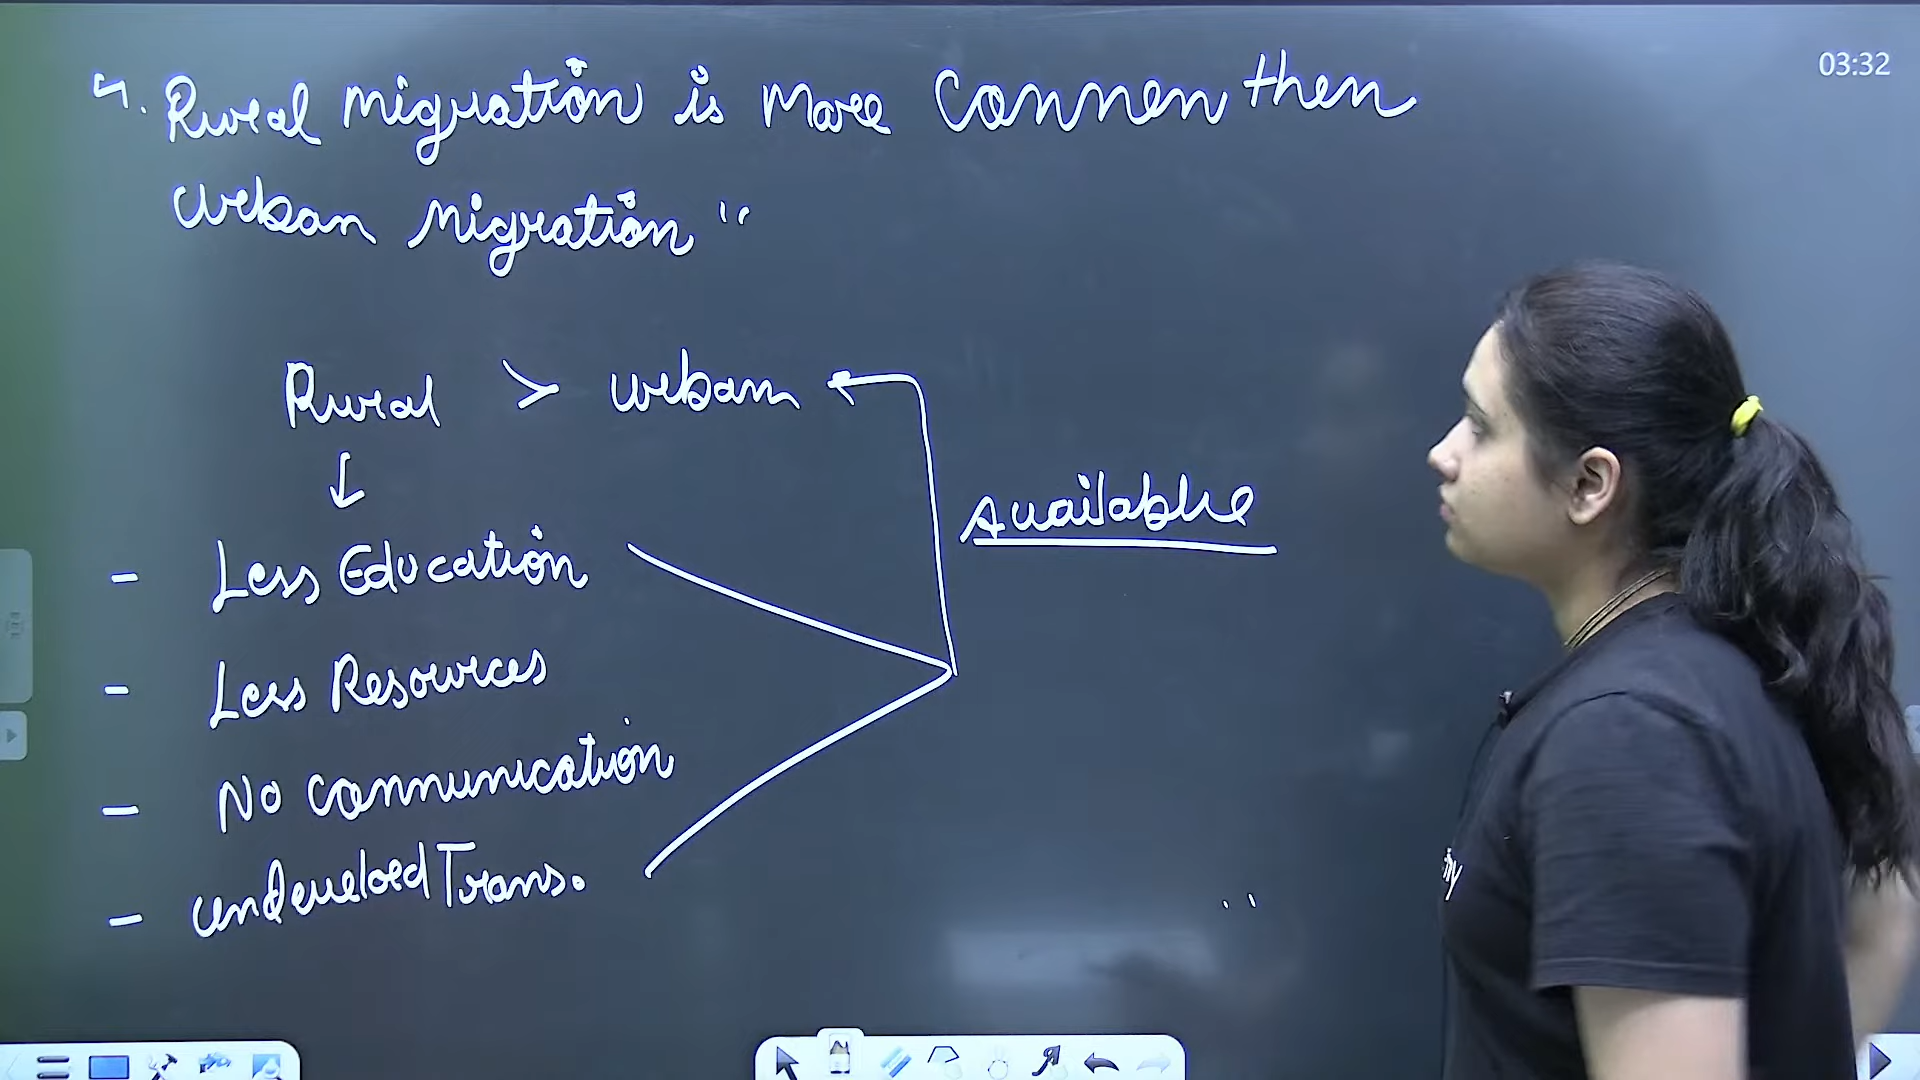 4. Rural migration is more connen then
urban migration "
03:32
Rural > urban
↓
Available
- Less Education
- Less Resources
- No communication
- undeveloed Trans.